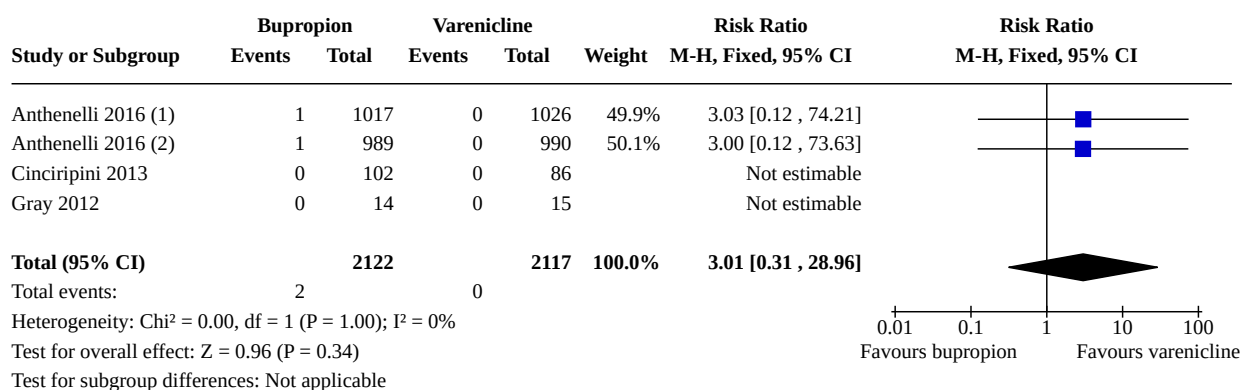 Bupropion Varenicline Risk Ratio Risk Ratio
Study or Subgroup Events Total Events Total Weight M-H, Fixed, 95% CI M-H, Fixed, 95% CI
Anthenelli 2016 (1) 1 1017 0 1026 49.9% 3.03 [0.12 , 74.21]
Anthenelli 2016 (2) 1 989 0 990 50.1% 3.00 [0.12 , 73.63]
Cinciripini 2013 0 102 0 86 Not estimable
Gray 2012 0 14 0 15 Not estimable
Total (95% CI) 2122 2117 100.0% 3.01 [0.31 , 28.96]
Total events: 2 0
Heterogeneity: Chi² = 0.00, df = 1 (P = 1.00); I² = 0%
0.01 0.1 1 10 100
Test for overall effect: Z = 0.96 (P = 0.34) Favours bupropion Favours varenicline
Test for subgroup differences: Not applicable